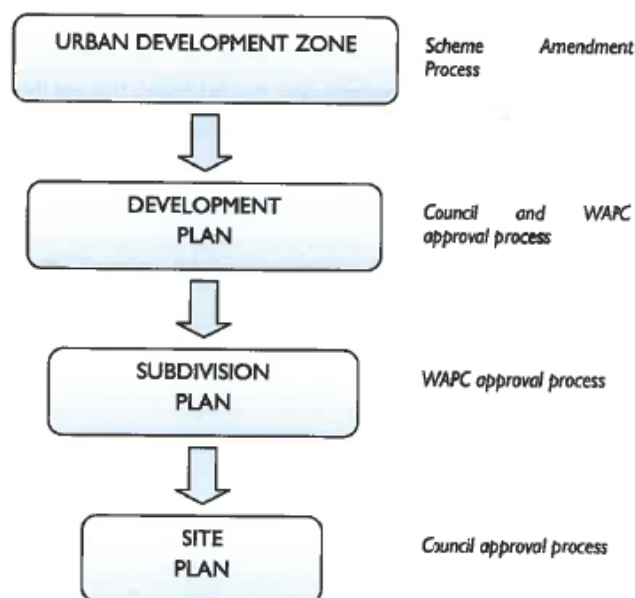 URBAN DEVELOPMENT ZONE
Scheme Amendment
Process
DEVELOPMENT
PLAN
Council and WAPC
approval process
SUBDIVISION
PLAN
WAPC approval process
SITE
PLAN
Council approval process